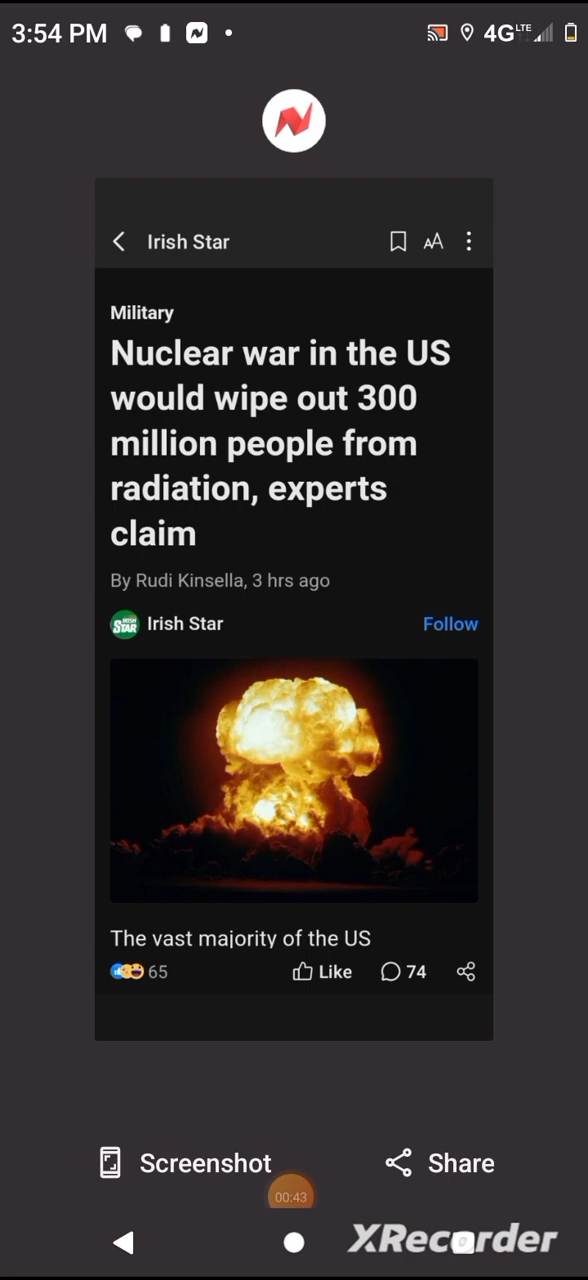 3:54 PM
4G LTE
Irish Star
AA
Military
Nuclear war in the US
would wipe out 300
million people from
radiation, experts
claim
By Rudi Kinsella, 3 hrs ago
IRISH
STAR
Irish Star
Follow
The vast majority of the US
65
Like
74
Screenshot
Share
00:43
XRecorder